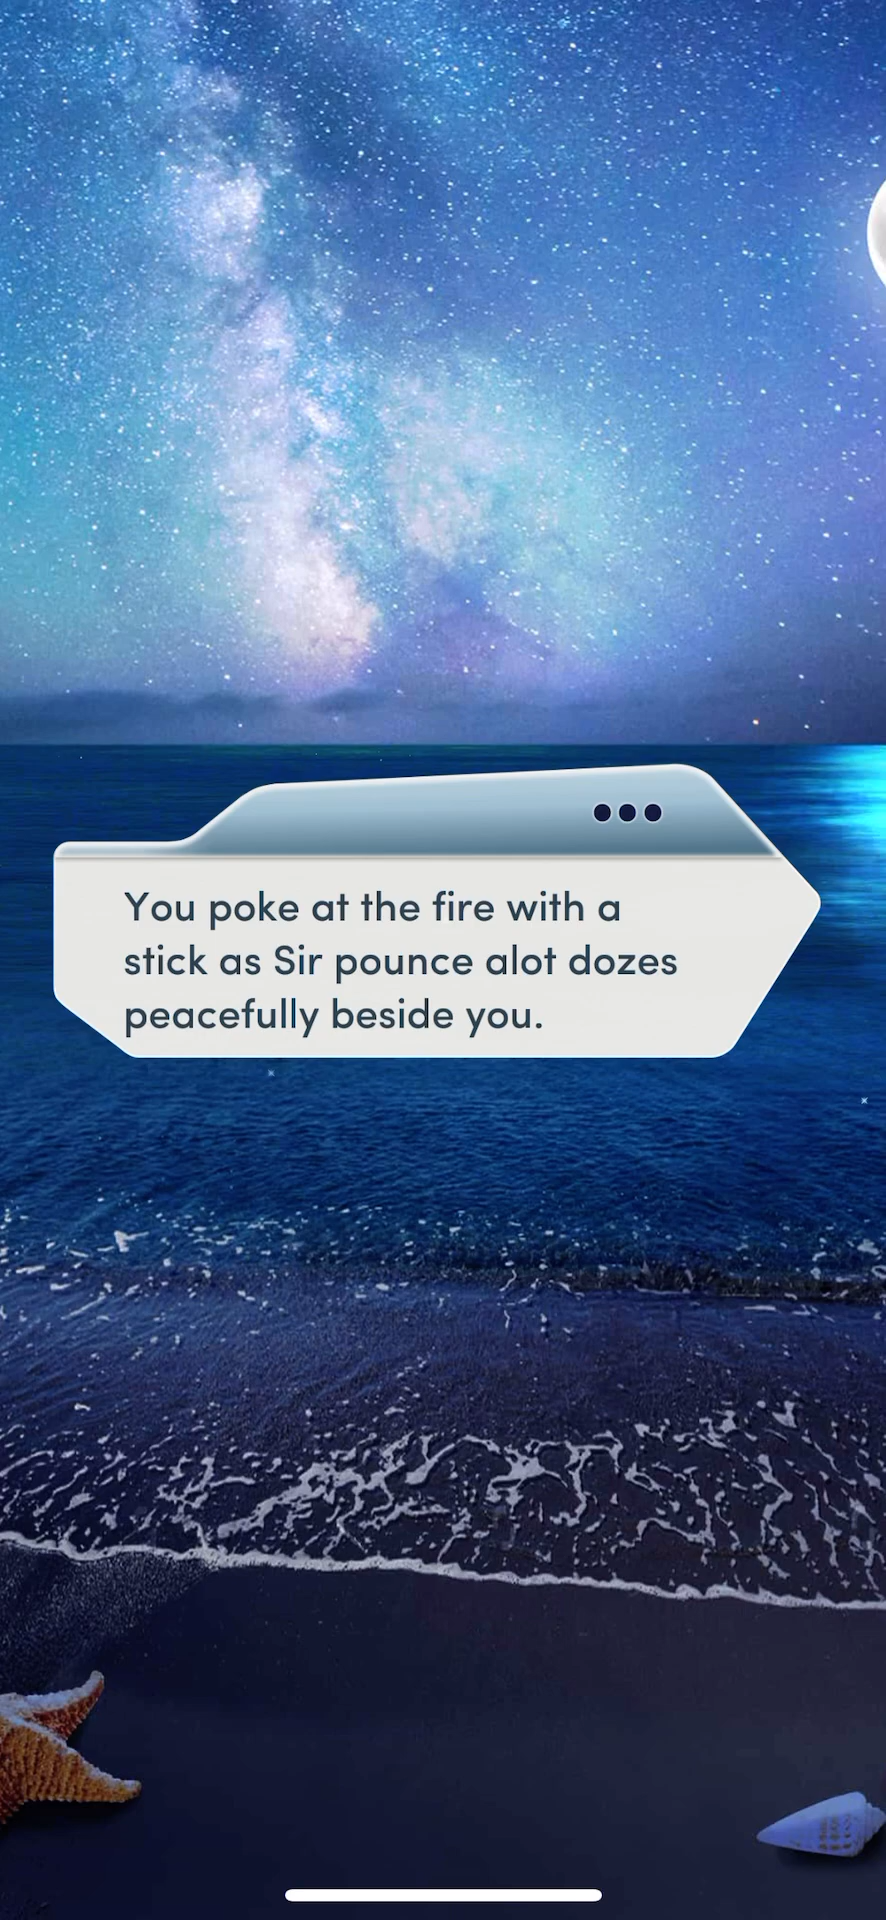 You poke at the fire with a
stick as Sir pounce alot dozes
peacefully beside you.